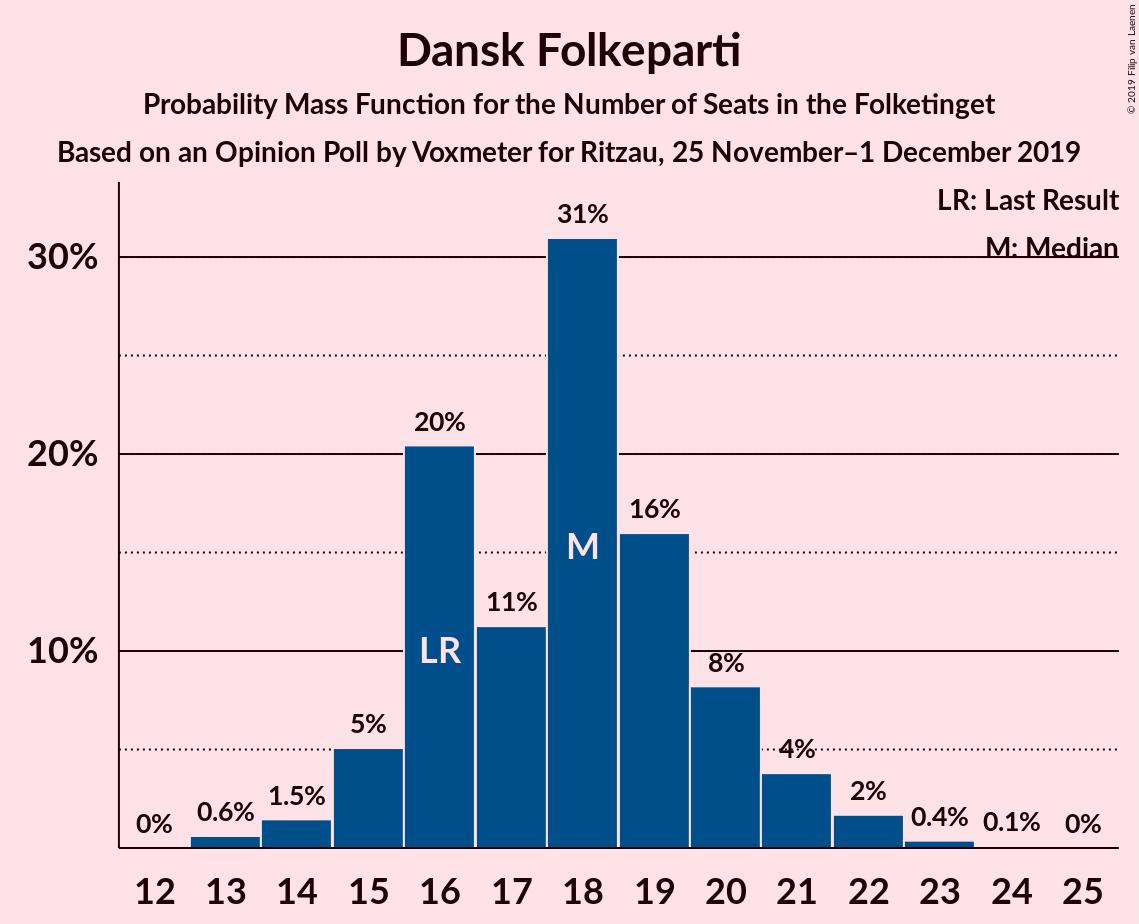 Dansk Folkeparti
Probability Mass Function for the Number of Seats in the Folketinget
Based on an Opinion Poll by Voxmeter for Ritzau, 25 November–1 December 2019
© 2019 Filip van Laenen
LR: Last Result
M: Median
30%
20%
10%
0%
0.6%
1.5%
5%
20%
11%
31%
16%
8%
4%
2%
0.4%
0.1%
0%
LR
M
12 13 14 15 16 17 18 19 20 21 22 23 24 25